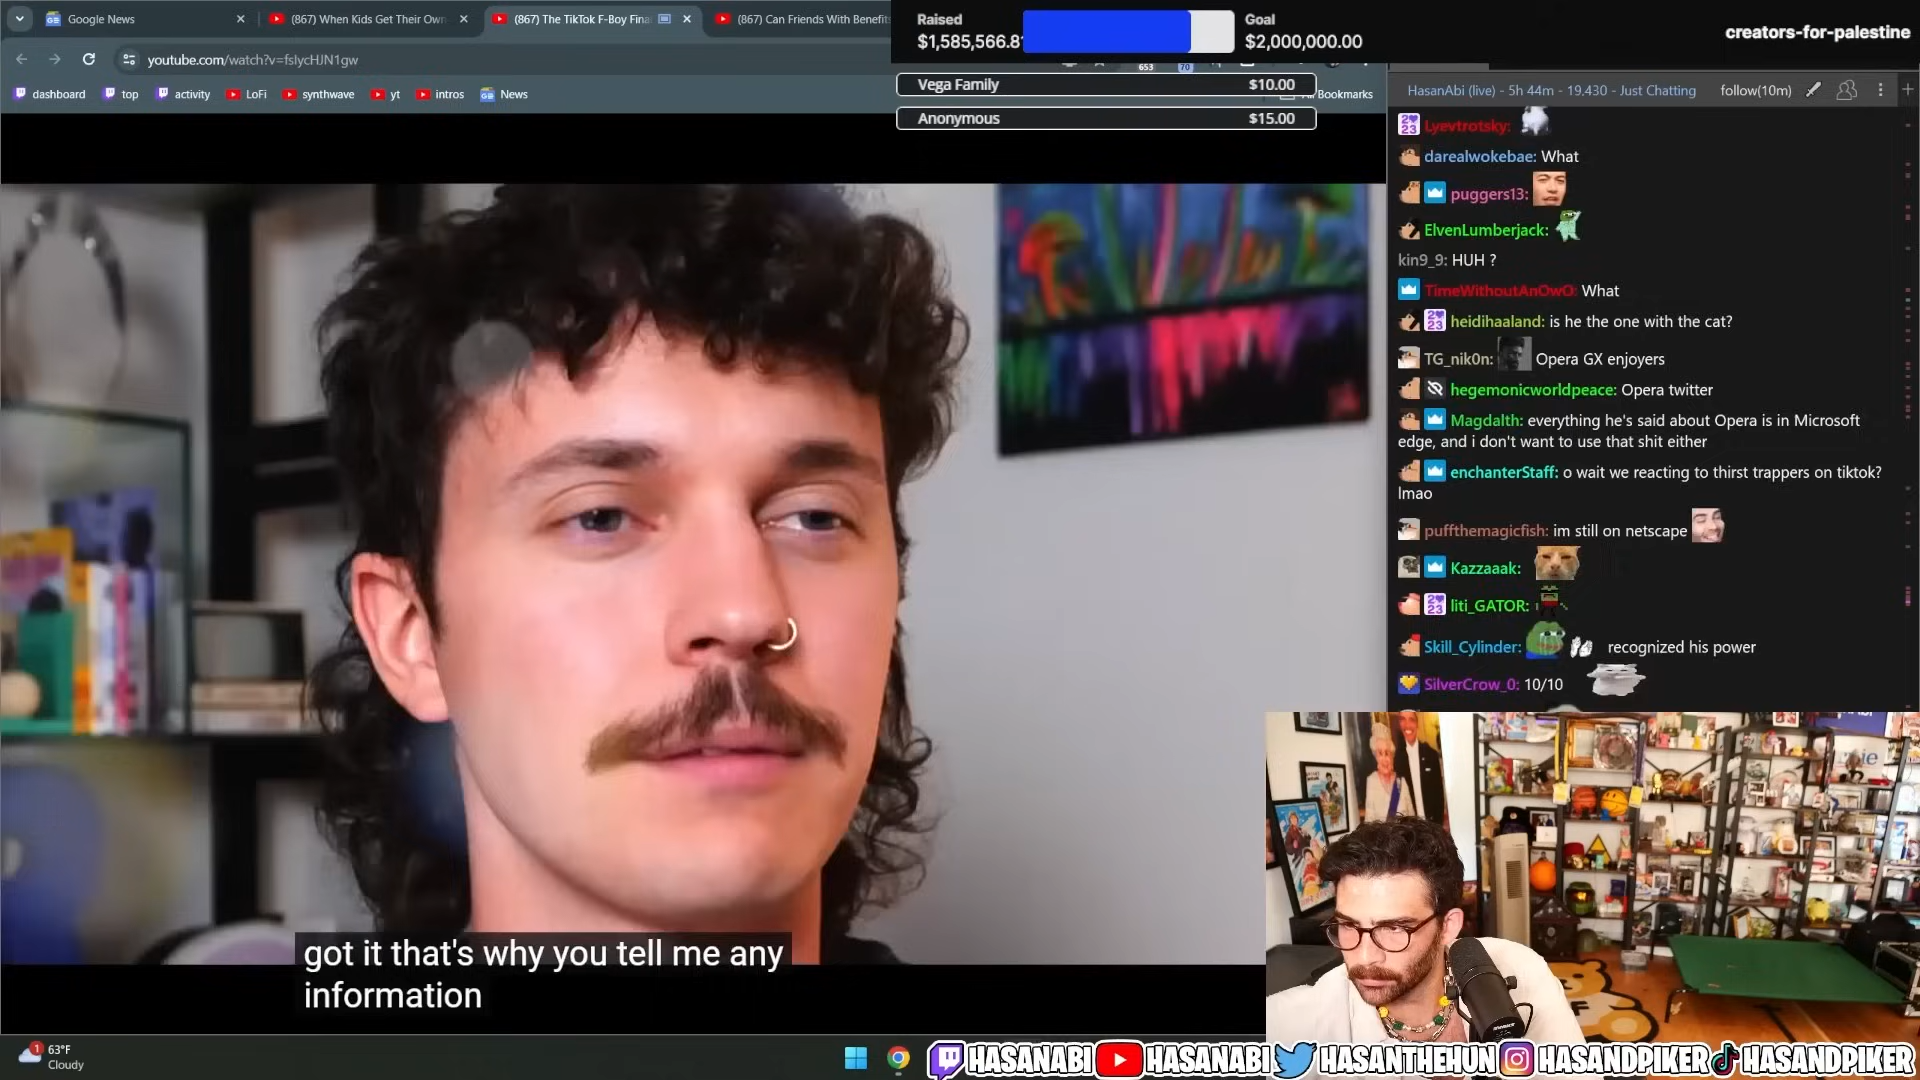 Google News
(867) When Kids Get Their Own
(867) The TikTok F-Boy Fina
(867) Can Friends With Benefit
youtube.com/watch?v=fslycHJN1gw
dashboard
top
activity
LoFi
synthwave
yt
intros
News
Bookmarks
653
70
Raised
$1,585,566.8
Goal
$2,000,000.00
creators-for-palestine
Vega Family $10.00
Anonymous $15.00
HasanAbi (live) - 5h 44m - 19.430 - Just Chatting
follow(10m)
Lyevtrotsky:
darealwokebae: What
puggers13:
ElvenLumberjack:
kin9_9: HUH ?
TimeWithoutAnOwO: What
heidihaaland: is he the one with the cat?
TG_nik0n: Opera GX enjoyers
hegemonicworldpeace: Opera twitter
Magdalth: everything he's said about Opera is in Microsoft
edge, and i don't want to use that shit either
enchanterStaff: o wait we reacting to thirst trappers on tiktok?
lmao
puffthemagicfish: im still on netscape
Kazzaaak:
liti_GATOR:
Skill_Cylinder: recognized his power
SilverCrow_0: 10/10
got it that's why you tell me any
information
1
63°F
Cloudy
HASANABI
HASANABI
HASANTHEHUN
HASANDPIKER
HASANDPIKER